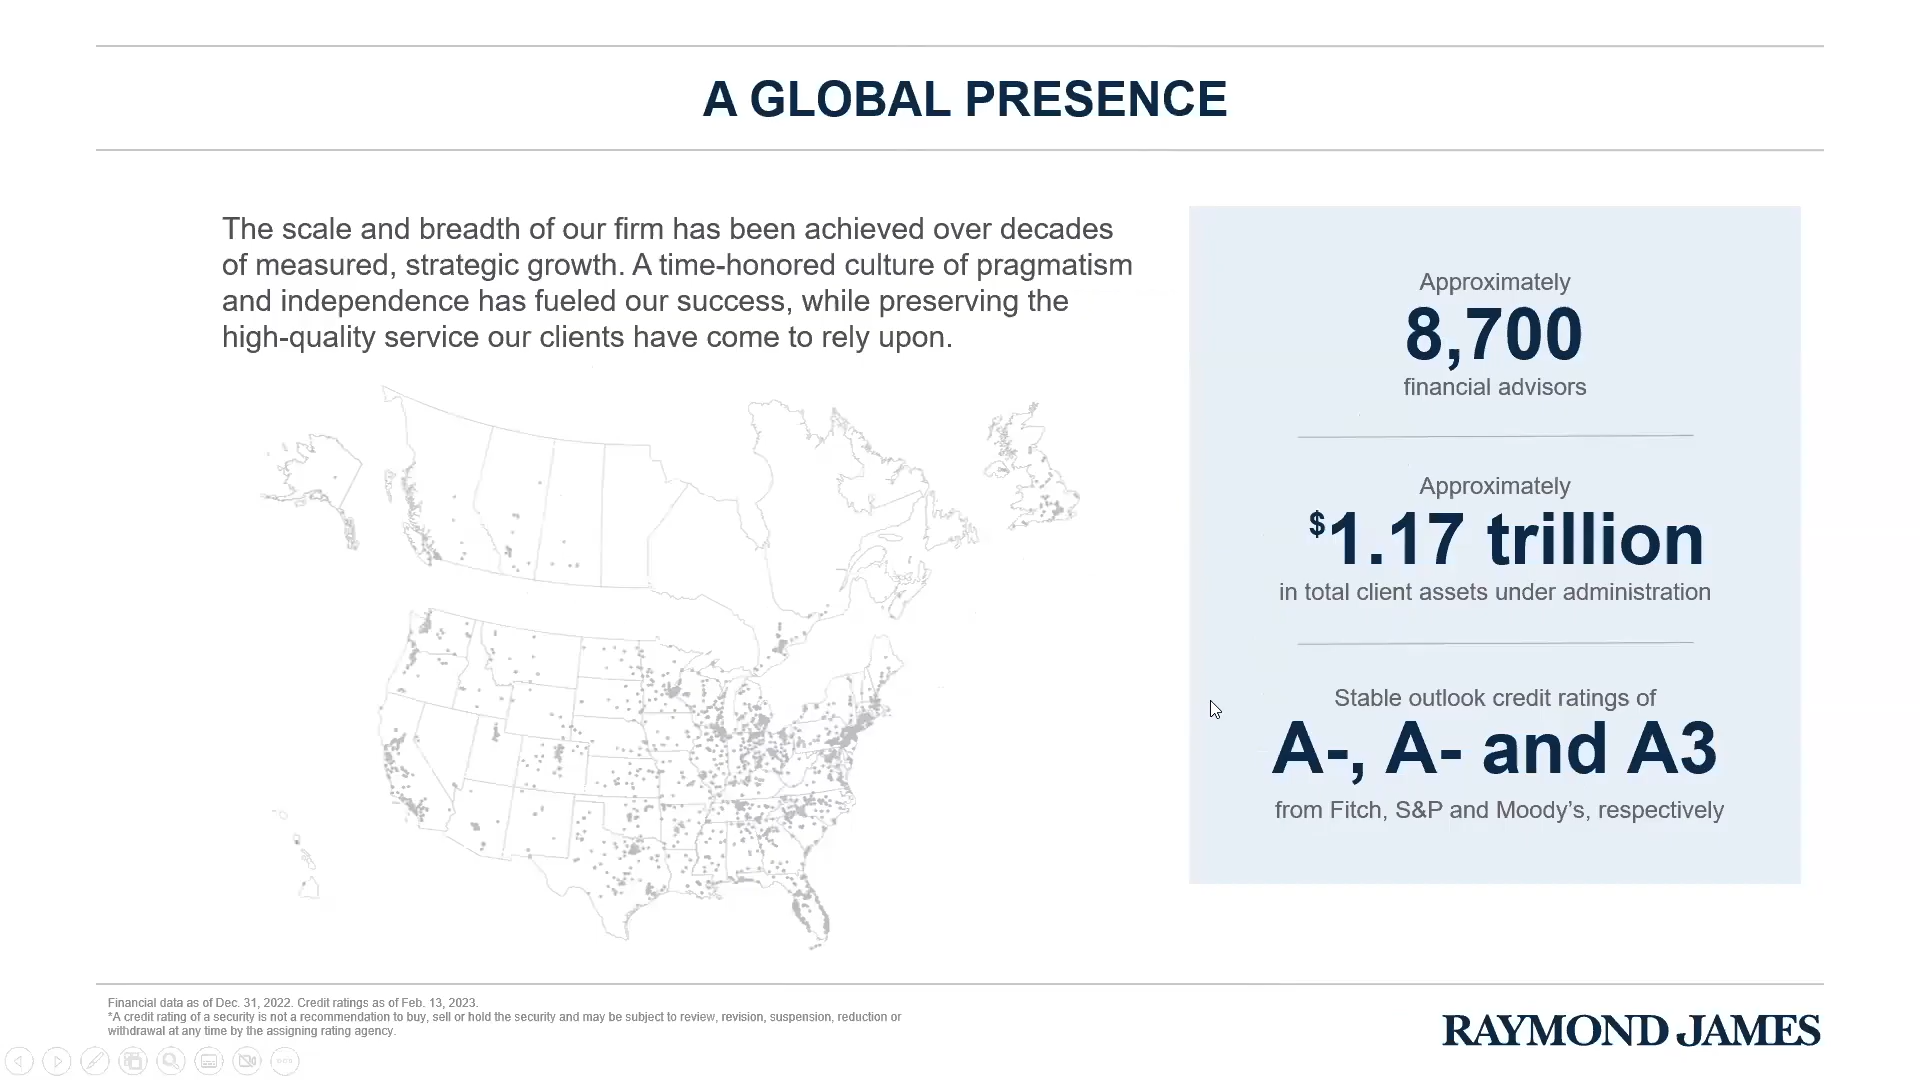 A GLOBAL PRESENCE
The scale and breadth of our firm has been achieved over decades
of measured, strategic growth. A time-honored culture of pragmatism
and independence has fueled our success, while preserving the
high-quality service our clients have come to rely upon.
Approximately
8,700
financial advisors
Approximately
$1.17 trillion
in total client assets under administration
Stable outlook credit ratings of
A-, A- and A3
from Fitch, S&P and Moody’s, respectively
Financial data as of Dec. 31, 2022. Credit ratings as of Feb. 13, 2023.
*A credit rating of a security is not a recommendation to buy, sell or hold the security and may be subject to review, revision, suspension, reduction or
withdrawal at any time by the assigning rating agency.
RAYMOND JAMES